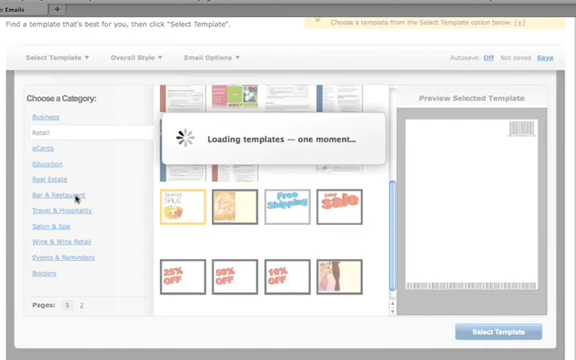 : Emails
Find a template that's best for you, then click "Select Template".
Choose a template from the Select Template option below. [+]
Select Template ▼ Overall Style ▼ Email Options ▼ Autosave: Off Not saved Save
Choose a Category:
Business
Retail
eCards
Education
Real Estate
Bar & Restaurant
Travel & Hospitality
Salon & Spa
Wine & Wine Retail
Events & Reminders
Borders
Pages: 1 2
Loading templates — one moment...
SALE
Free Shipping
Sale
25% OFF
50% OFF
10% OFF
Preview Selected Template
Select Template